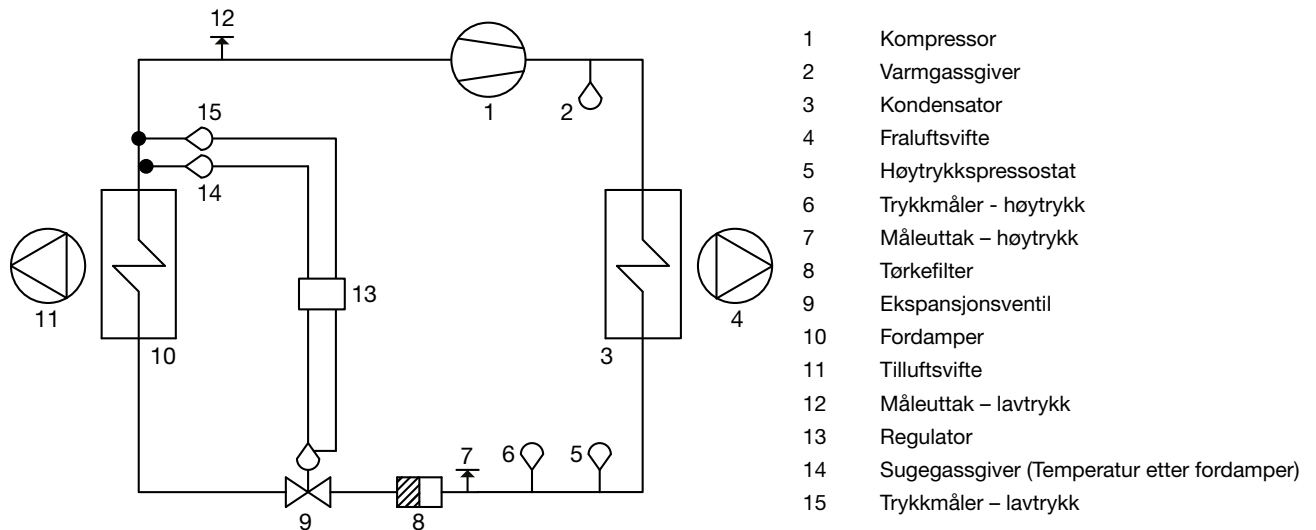 12
1
2
15
14
13
11
10
3
4
9
8
7
6
5
1 Kompressor
2 Varmgassgiver
3 Kondensator
4 Fraluftsvifte
5 Høytrykkspressostat
6 Trykkmåler - høytrykk
7 Måleuttak – høytrykk
8 Tørkefilter
9 Ekspansjonsventil
10 Fordamper
11 Tilluftsvifte
12 Måleuttak – lavtrykk
13 Regulator
14 Sugegassgiver (Temperatur etter fordamper)
15 Trykkmåler – lavtrykk